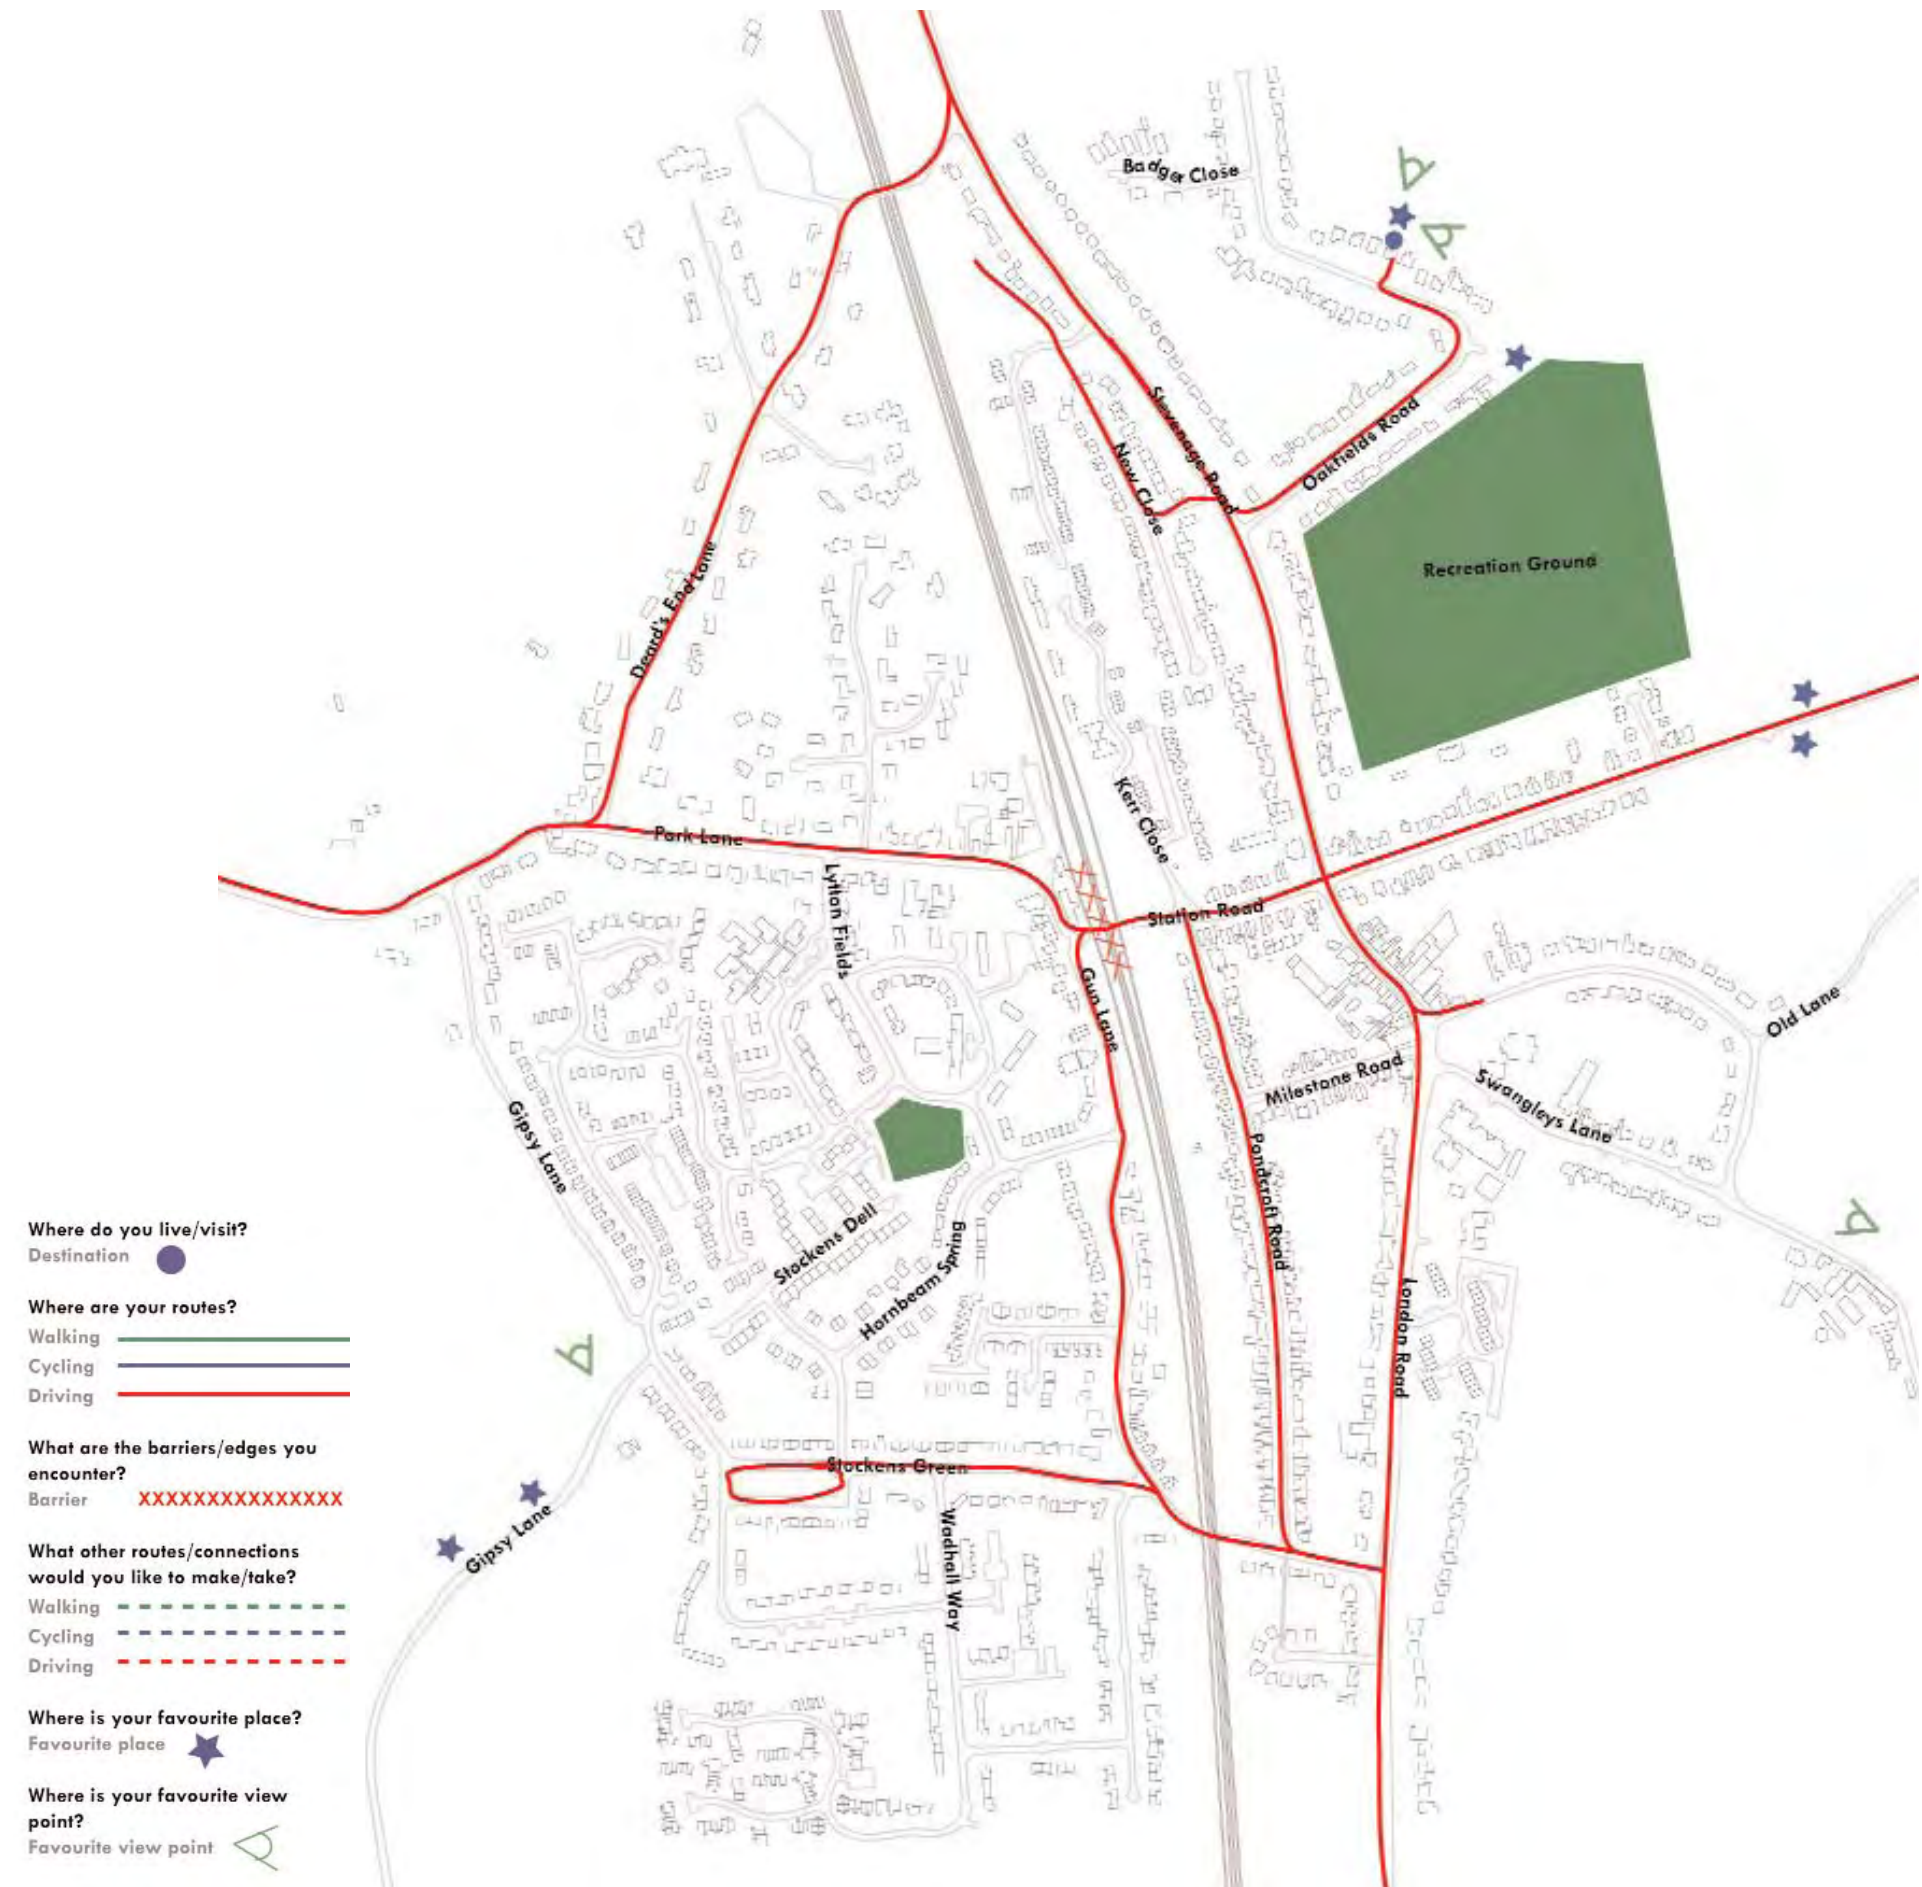 Badger Close
Stevenage Road
New Close
Oakfields Road
Recreation Ground
Deard's End Lane
Park Lane
Kerr Close
Lytton Fields
Station Road
Gun Lane
Old Lane
Milestone Road
Swangleys Lane
Gipsy Lane
Pondcroft Road
Stockens Dell
Hornbeam Spring
London Road
Stockens Green
Gipsy Lane
Wadhall Way
Where do you live/visit?
Destination
Where are your routes?
Walking
Cycling
Driving
What are the barriers/edges you
encounter?
Barrier XXXXXXXXXXXXXXX
What other routes/connections
would you like to make/take?
Walking
Cycling
Driving
Where is your favourite place?
Favourite place
Where is your favourite view
point?
Favourite view point